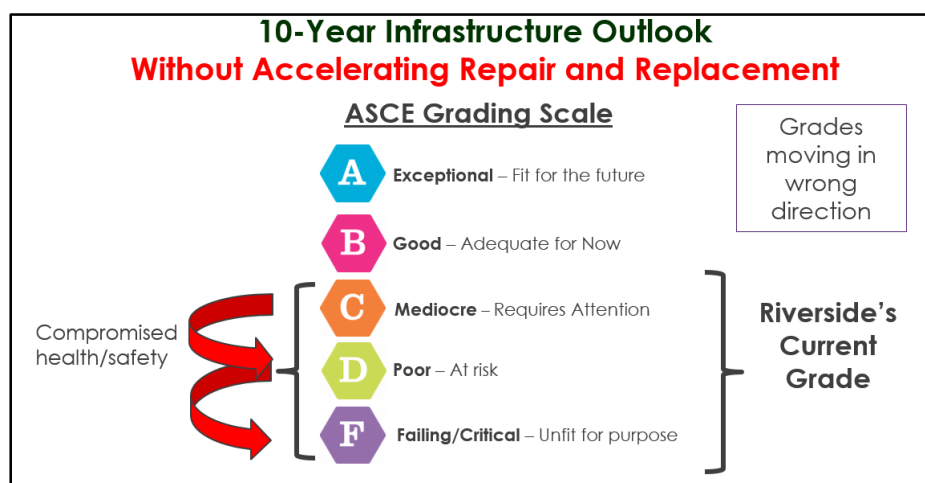 10-Year Infrastructure Outlook
Without Accelerating Repair and Replacement
ASCE Grading Scale
Grades
moving in
wrong
direction
A Exceptional – Fit for the future
B Good – Adequate for Now
C Mediocre – Requires Attention
D Poor – At risk
F Failing/Critical – Unfit for purpose
Compromised
health/safety
Riverside's
Current
Grade